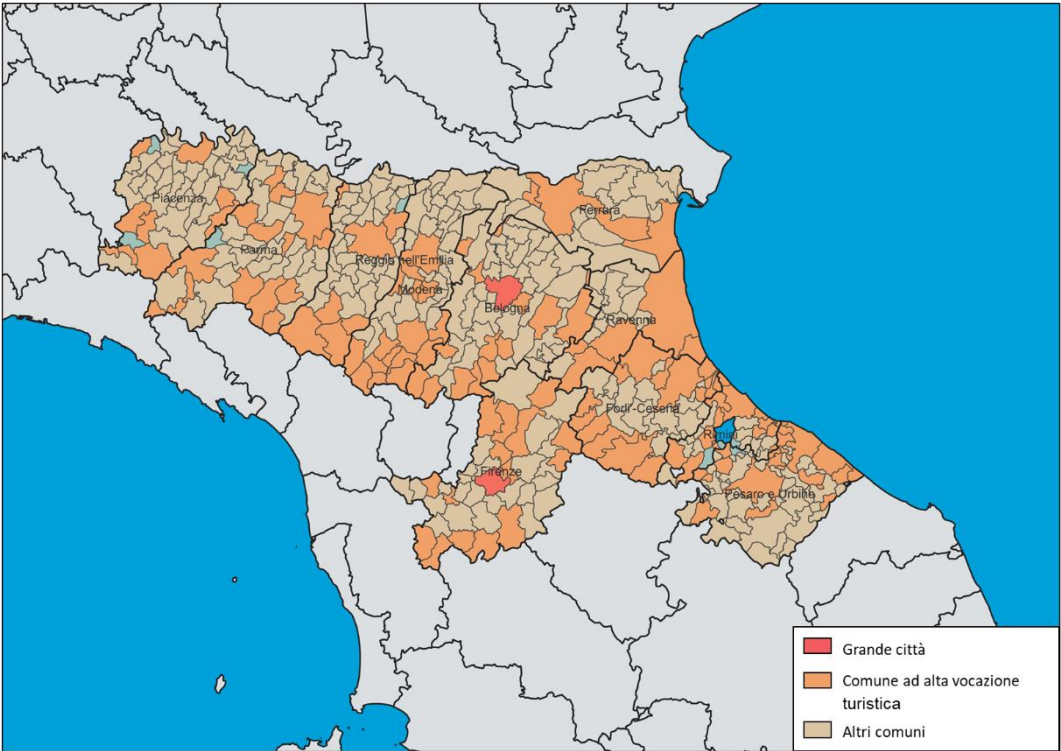 Piacenza
Parma
Reggio nell'Emilia
Modena
Ferrara
Bologna
Ravenna
Forlì-Cesena
Rimini
Firenze
Pesaro e Urbino
Grande città
Comune ad alta vocazione
turistica
Altri comuni